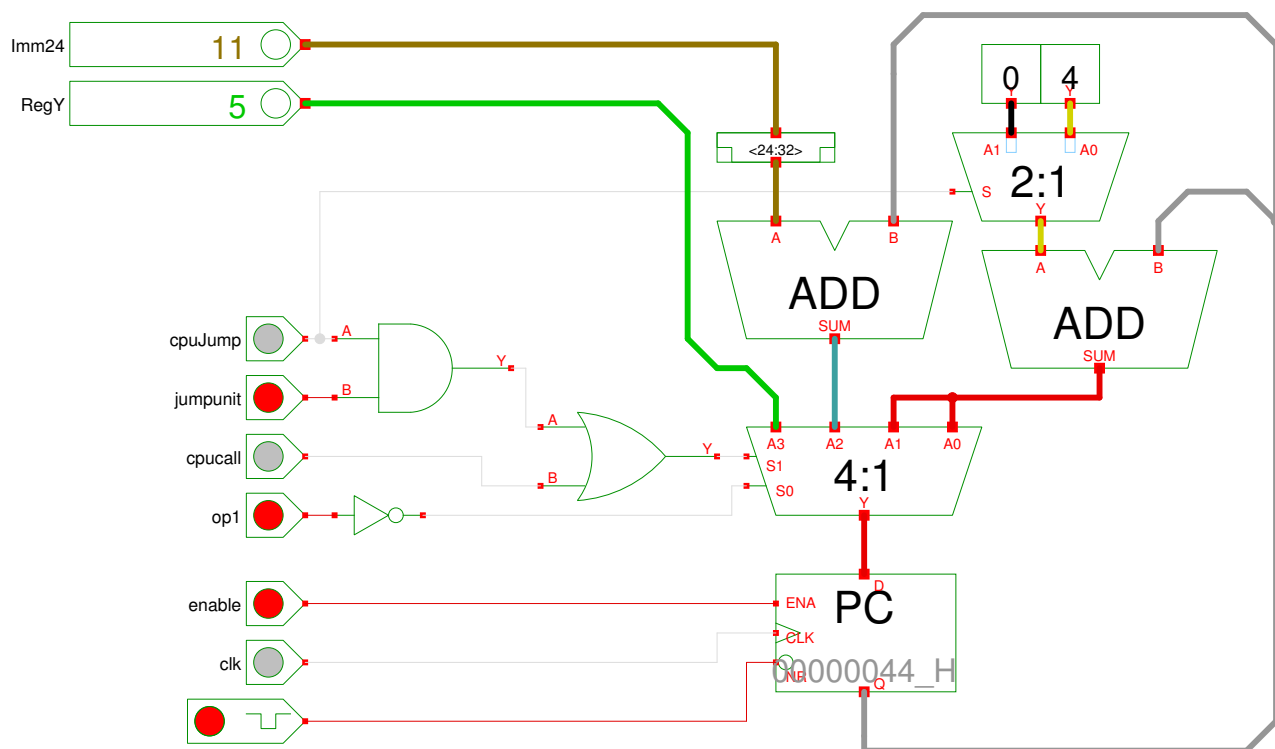 Imm24
11
RegY
5
0
4
Y
Y
A1
A0
2:1
S
Y
<24:32>
A
B
ADD
SUM
A
B
ADD
SUM
cpuJump
A
jumpunit
B
Y
cpucall
A
B
Y
op1
A3
A2
A1
A0
S1
4:1
S0
Y
enable
ENA
D
PC
clk
CLK
NR
00000044_H
Q